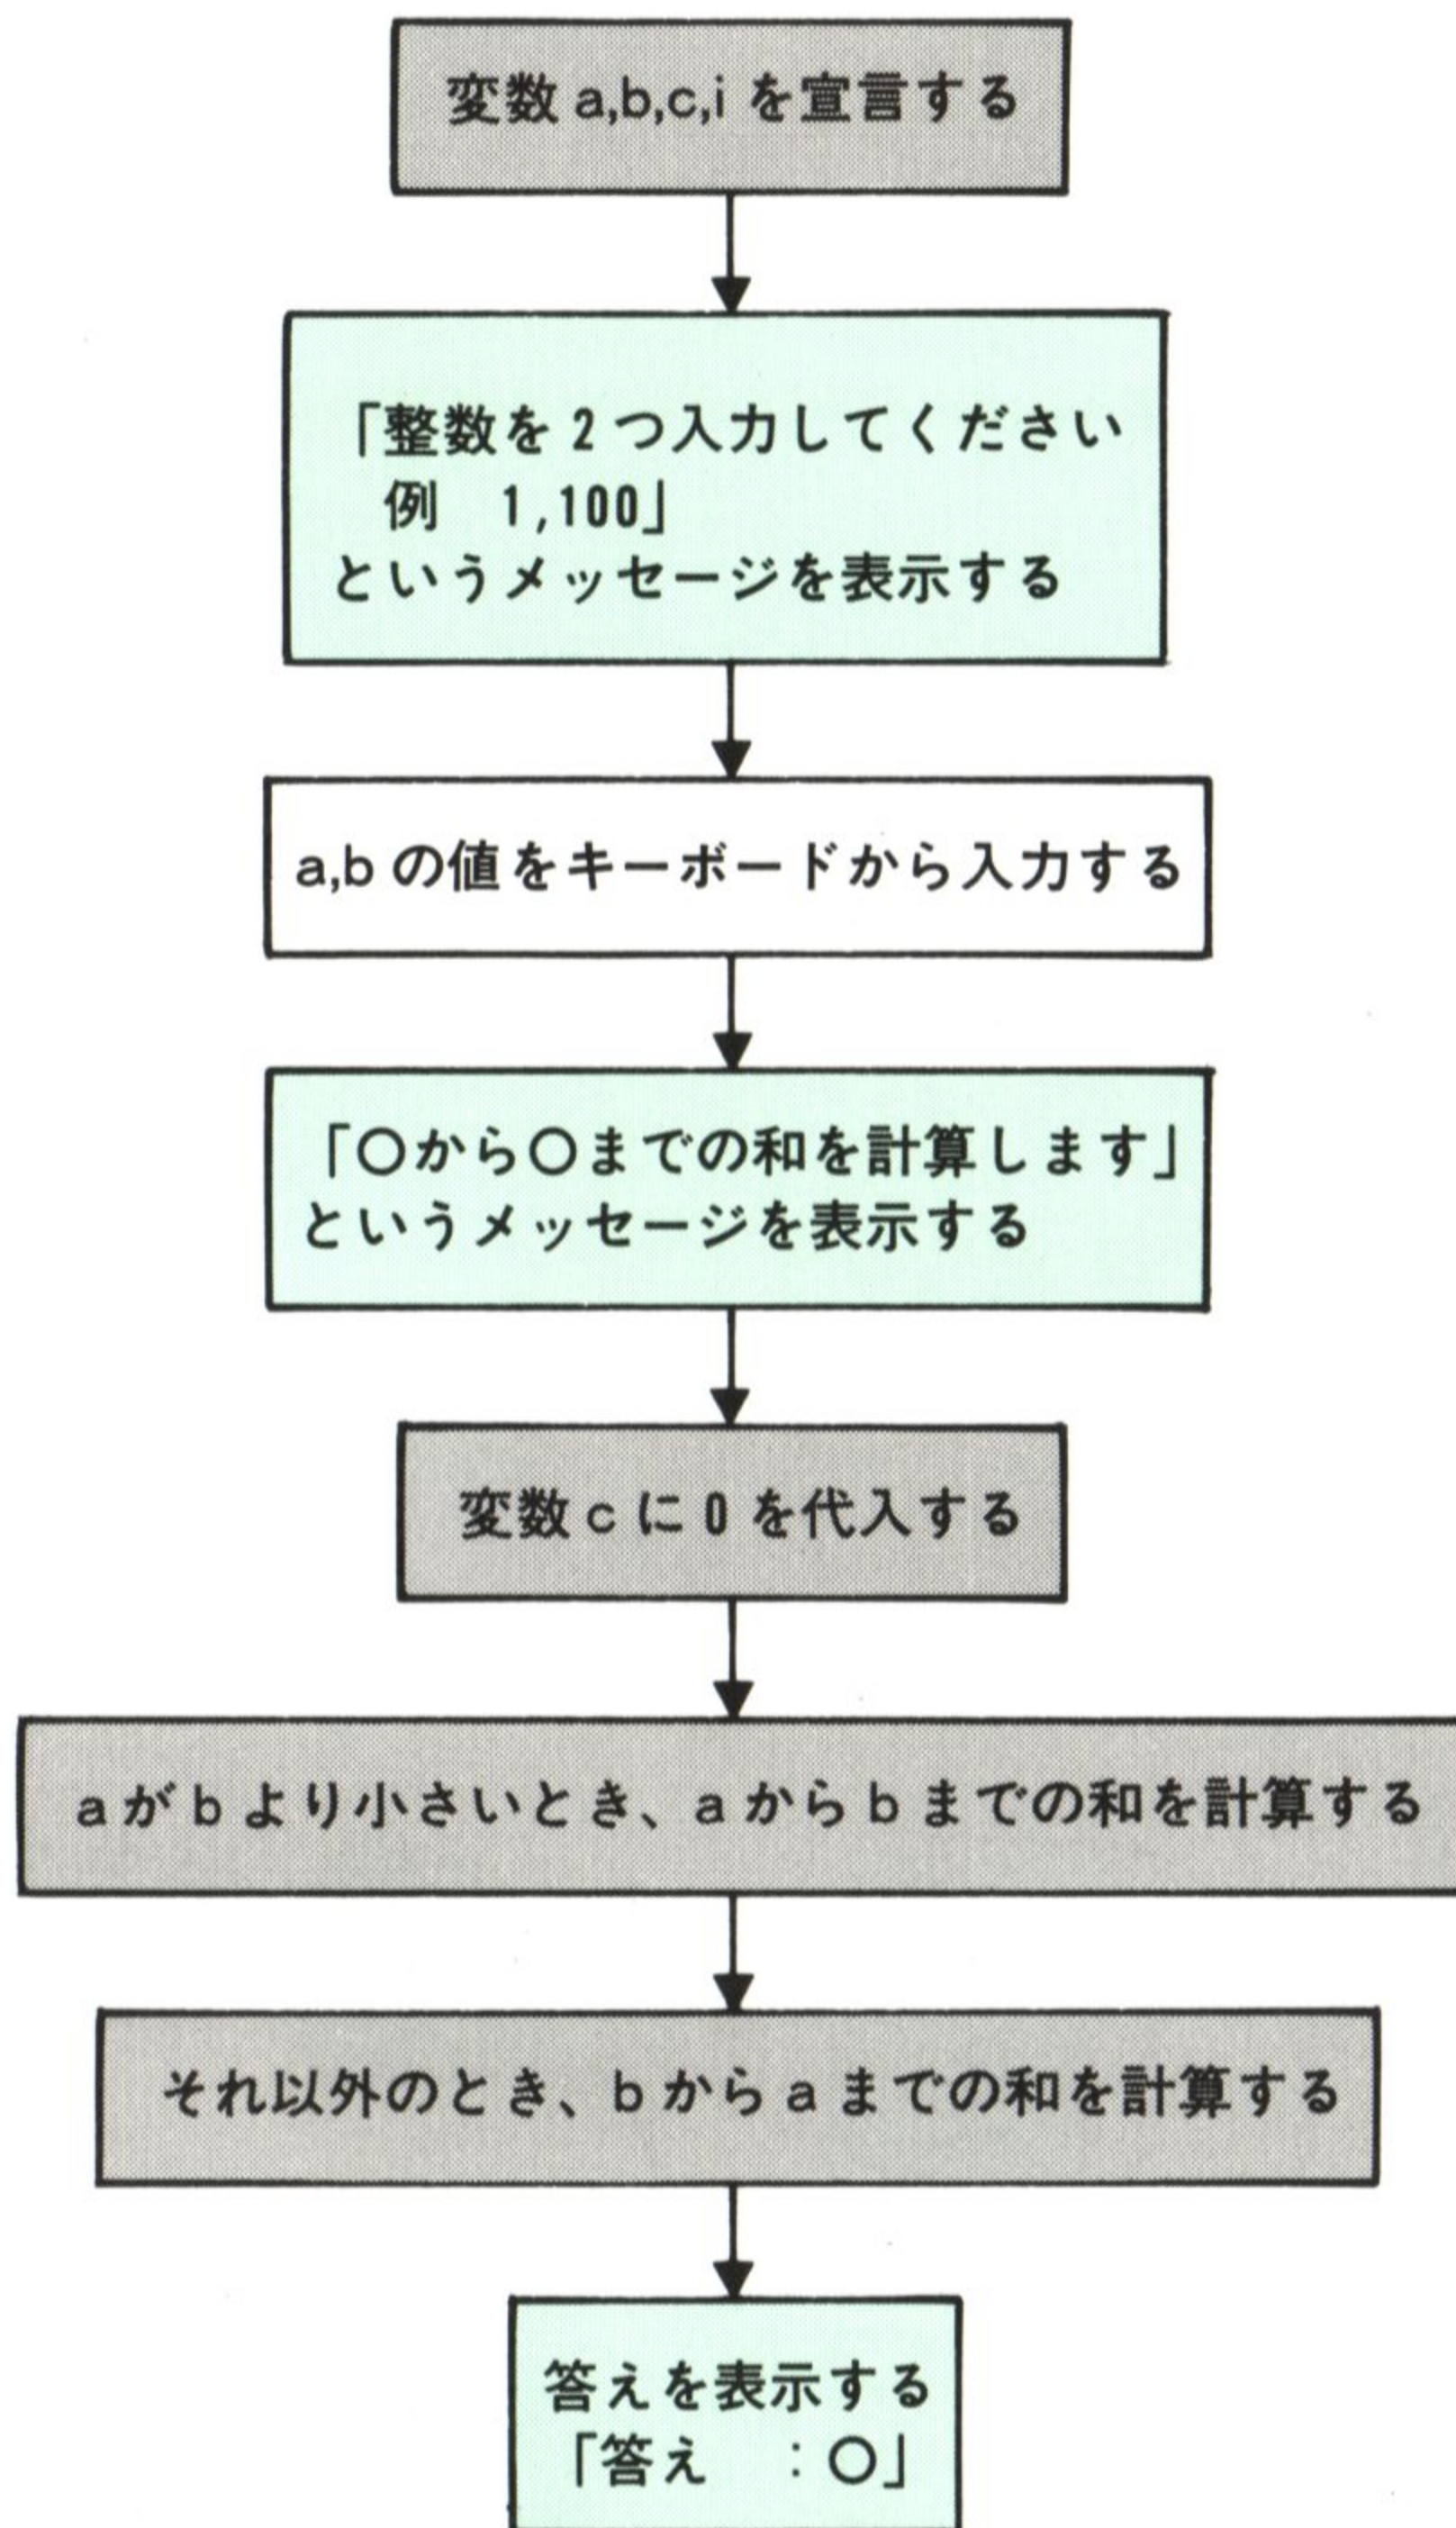 変数 a,b,c,i を宣言する
「整数を 2 つ入力してください
例　1,100」
というメッセージを表示する
a,b の値をキーボードから入力する
「○から○までの和を計算します」
というメッセージを表示する
変数 c に 0 を代入する
a が b より小さいとき、a から b までの和を計算する
それ以外のとき、b から a までの和を計算する
答えを表示する
「答え　：○」